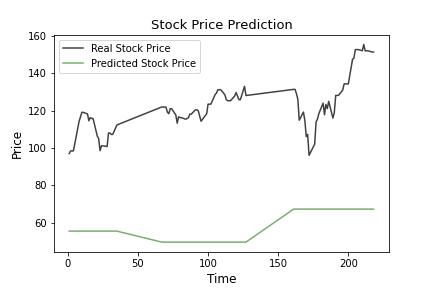 Stock Price Prediction
Real Stock Price
Predicted Stock Price
Price
160
140
120
100
80
60
0 50 100 150 200
Time